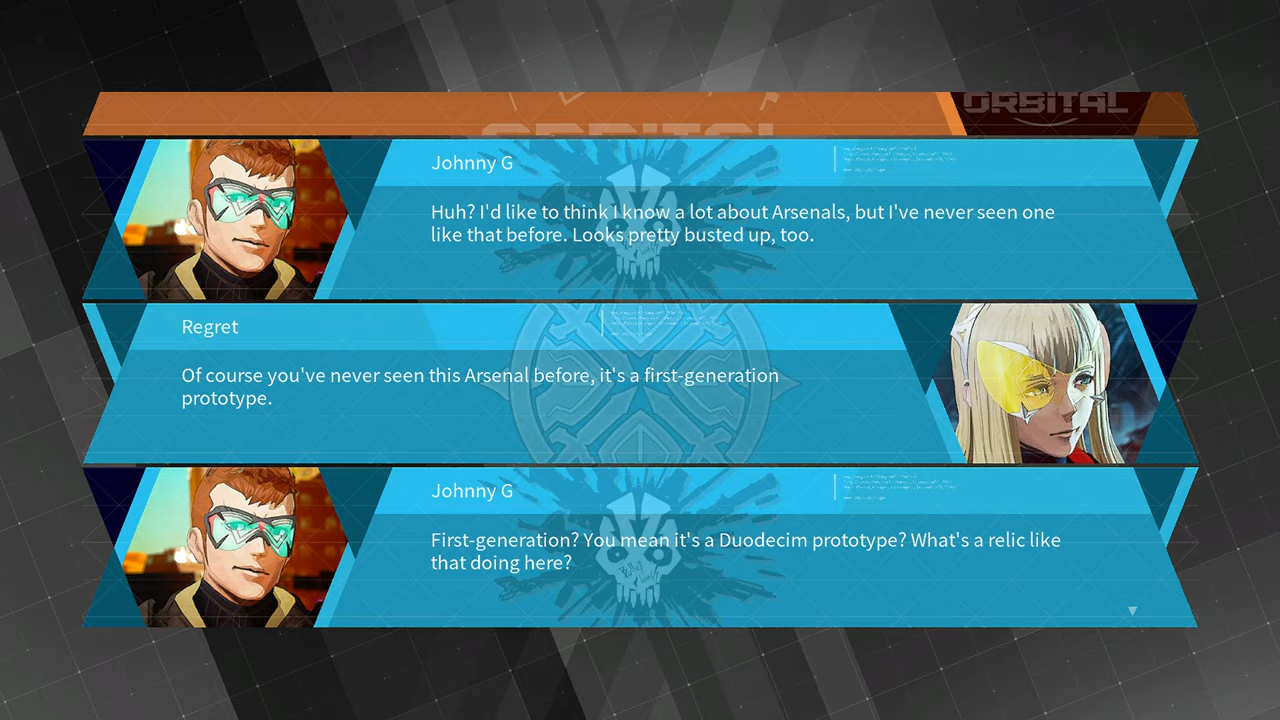 ORBITAL
ORBITAL
Johnny G
Huh? I'd like to think I know a lot about Arsenals, but I've never seen one
like that before. Looks pretty busted up, too.
Regret
Of course you've never seen this Arsenal before, it's a first-generation
prototype.
Johnny G
First-generation? You mean it's a Duodecim prototype? What's a relic like
that doing here?